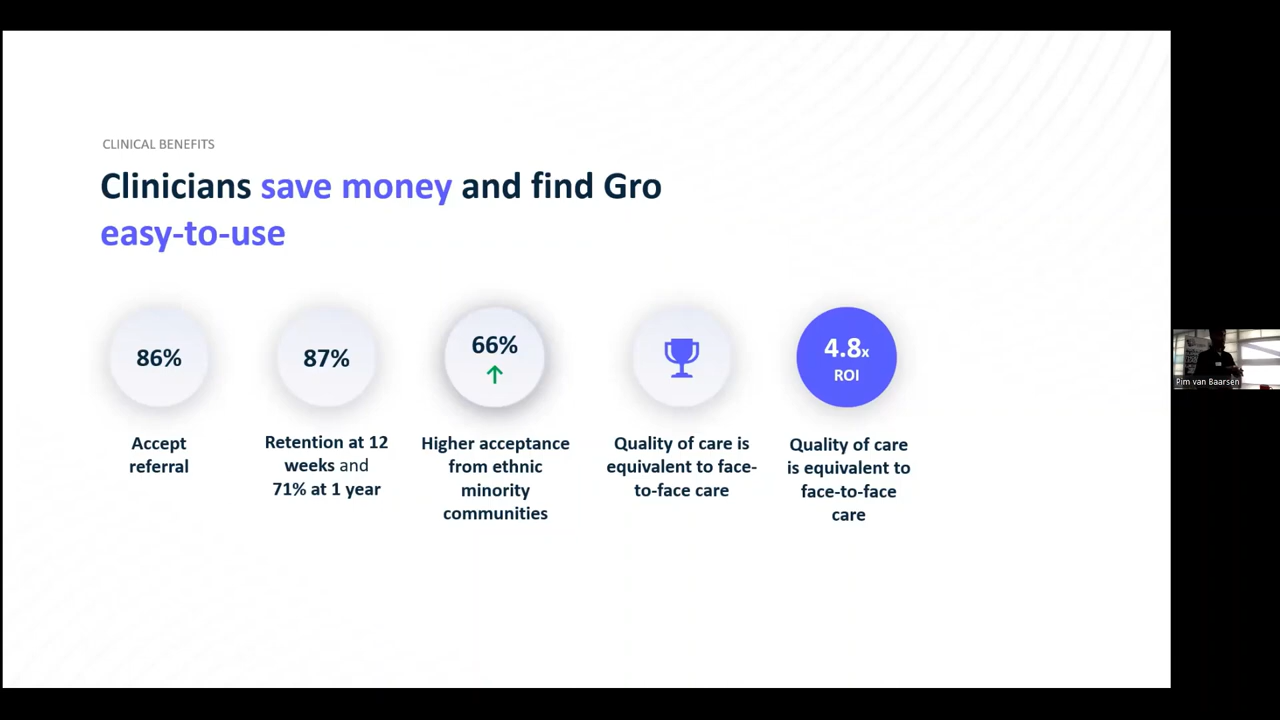 CLINICAL BENEFITS
Clinicians save money and find Gro
easy-to-use
86%
Accept
referral
87%
Retention at 12
weeks and
71% at 1 year
66%
Higher acceptance
from ethnic
minority
communities
Quality of care is
equivalent to face-
to-face care
4.8x
ROI
Quality of care
is equivalent to
face-to-face
care
Pim van Baarsen